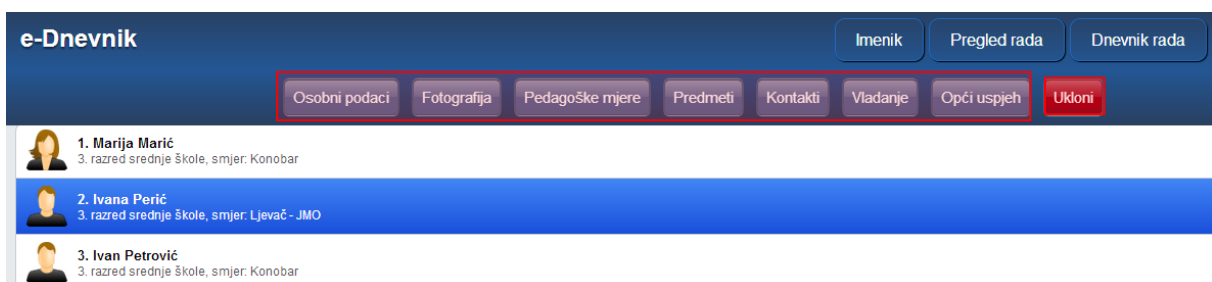 e-Dnevnik Imenik Pregled rada Dnevnik rada
Osobni podaci Fotografija Pedagoške mjere Predmeti Kontakti Vladanje Opći uspjeh Ukloni
1. Marija Marić
3. razred srednje škole, smjer: Konobar
2. Ivana Perić
3. razred srednje škole, smjer: Ljevač - JMO
3. Ivan Petrović
3. razred srednje škole, smjer: Konobar